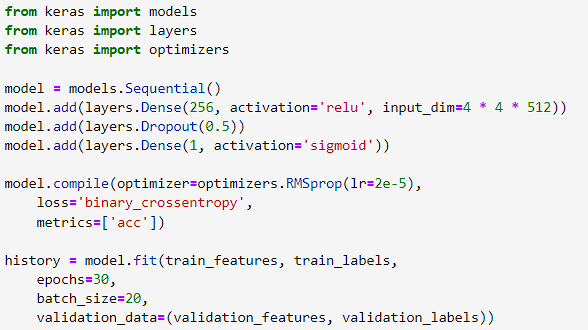 from keras import models
from keras import layers
from keras import optimizers

model = models.Sequential()
model.add(layers.Dense(256, activation='relu', input_dim=4 * 4 * 512))
model.add(layers.Dropout(0.5))
model.add(layers.Dense(1, activation='sigmoid'))

model.compile(optimizer=optimizers.RMSprop(lr=2e-5),
    loss='binary_crossentropy',
    metrics=['acc'])

history = model.fit(train_features, train_labels,
    epochs=30,
    batch_size=20,
    validation_data=(validation_features, validation_labels))